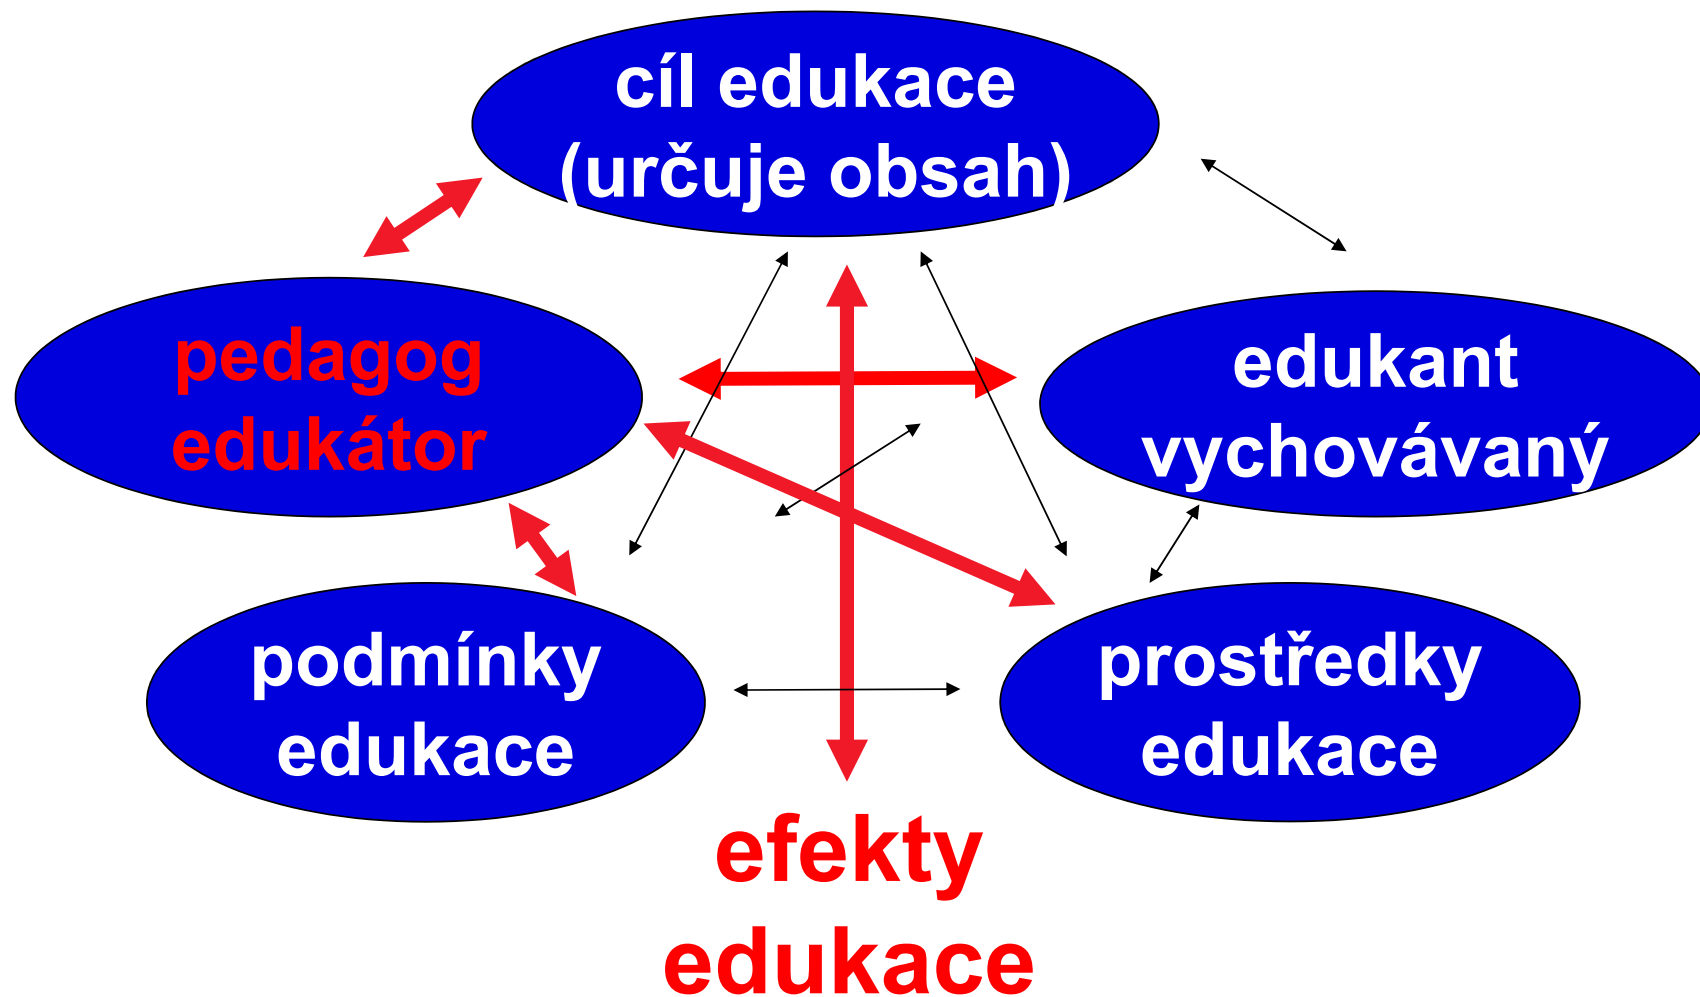 cíl edukace
(určuje obsah)
pedagog
edukátor
edukant
vychovávaný
podmínky
edukace
prostředky
edukace
efekty
edukace